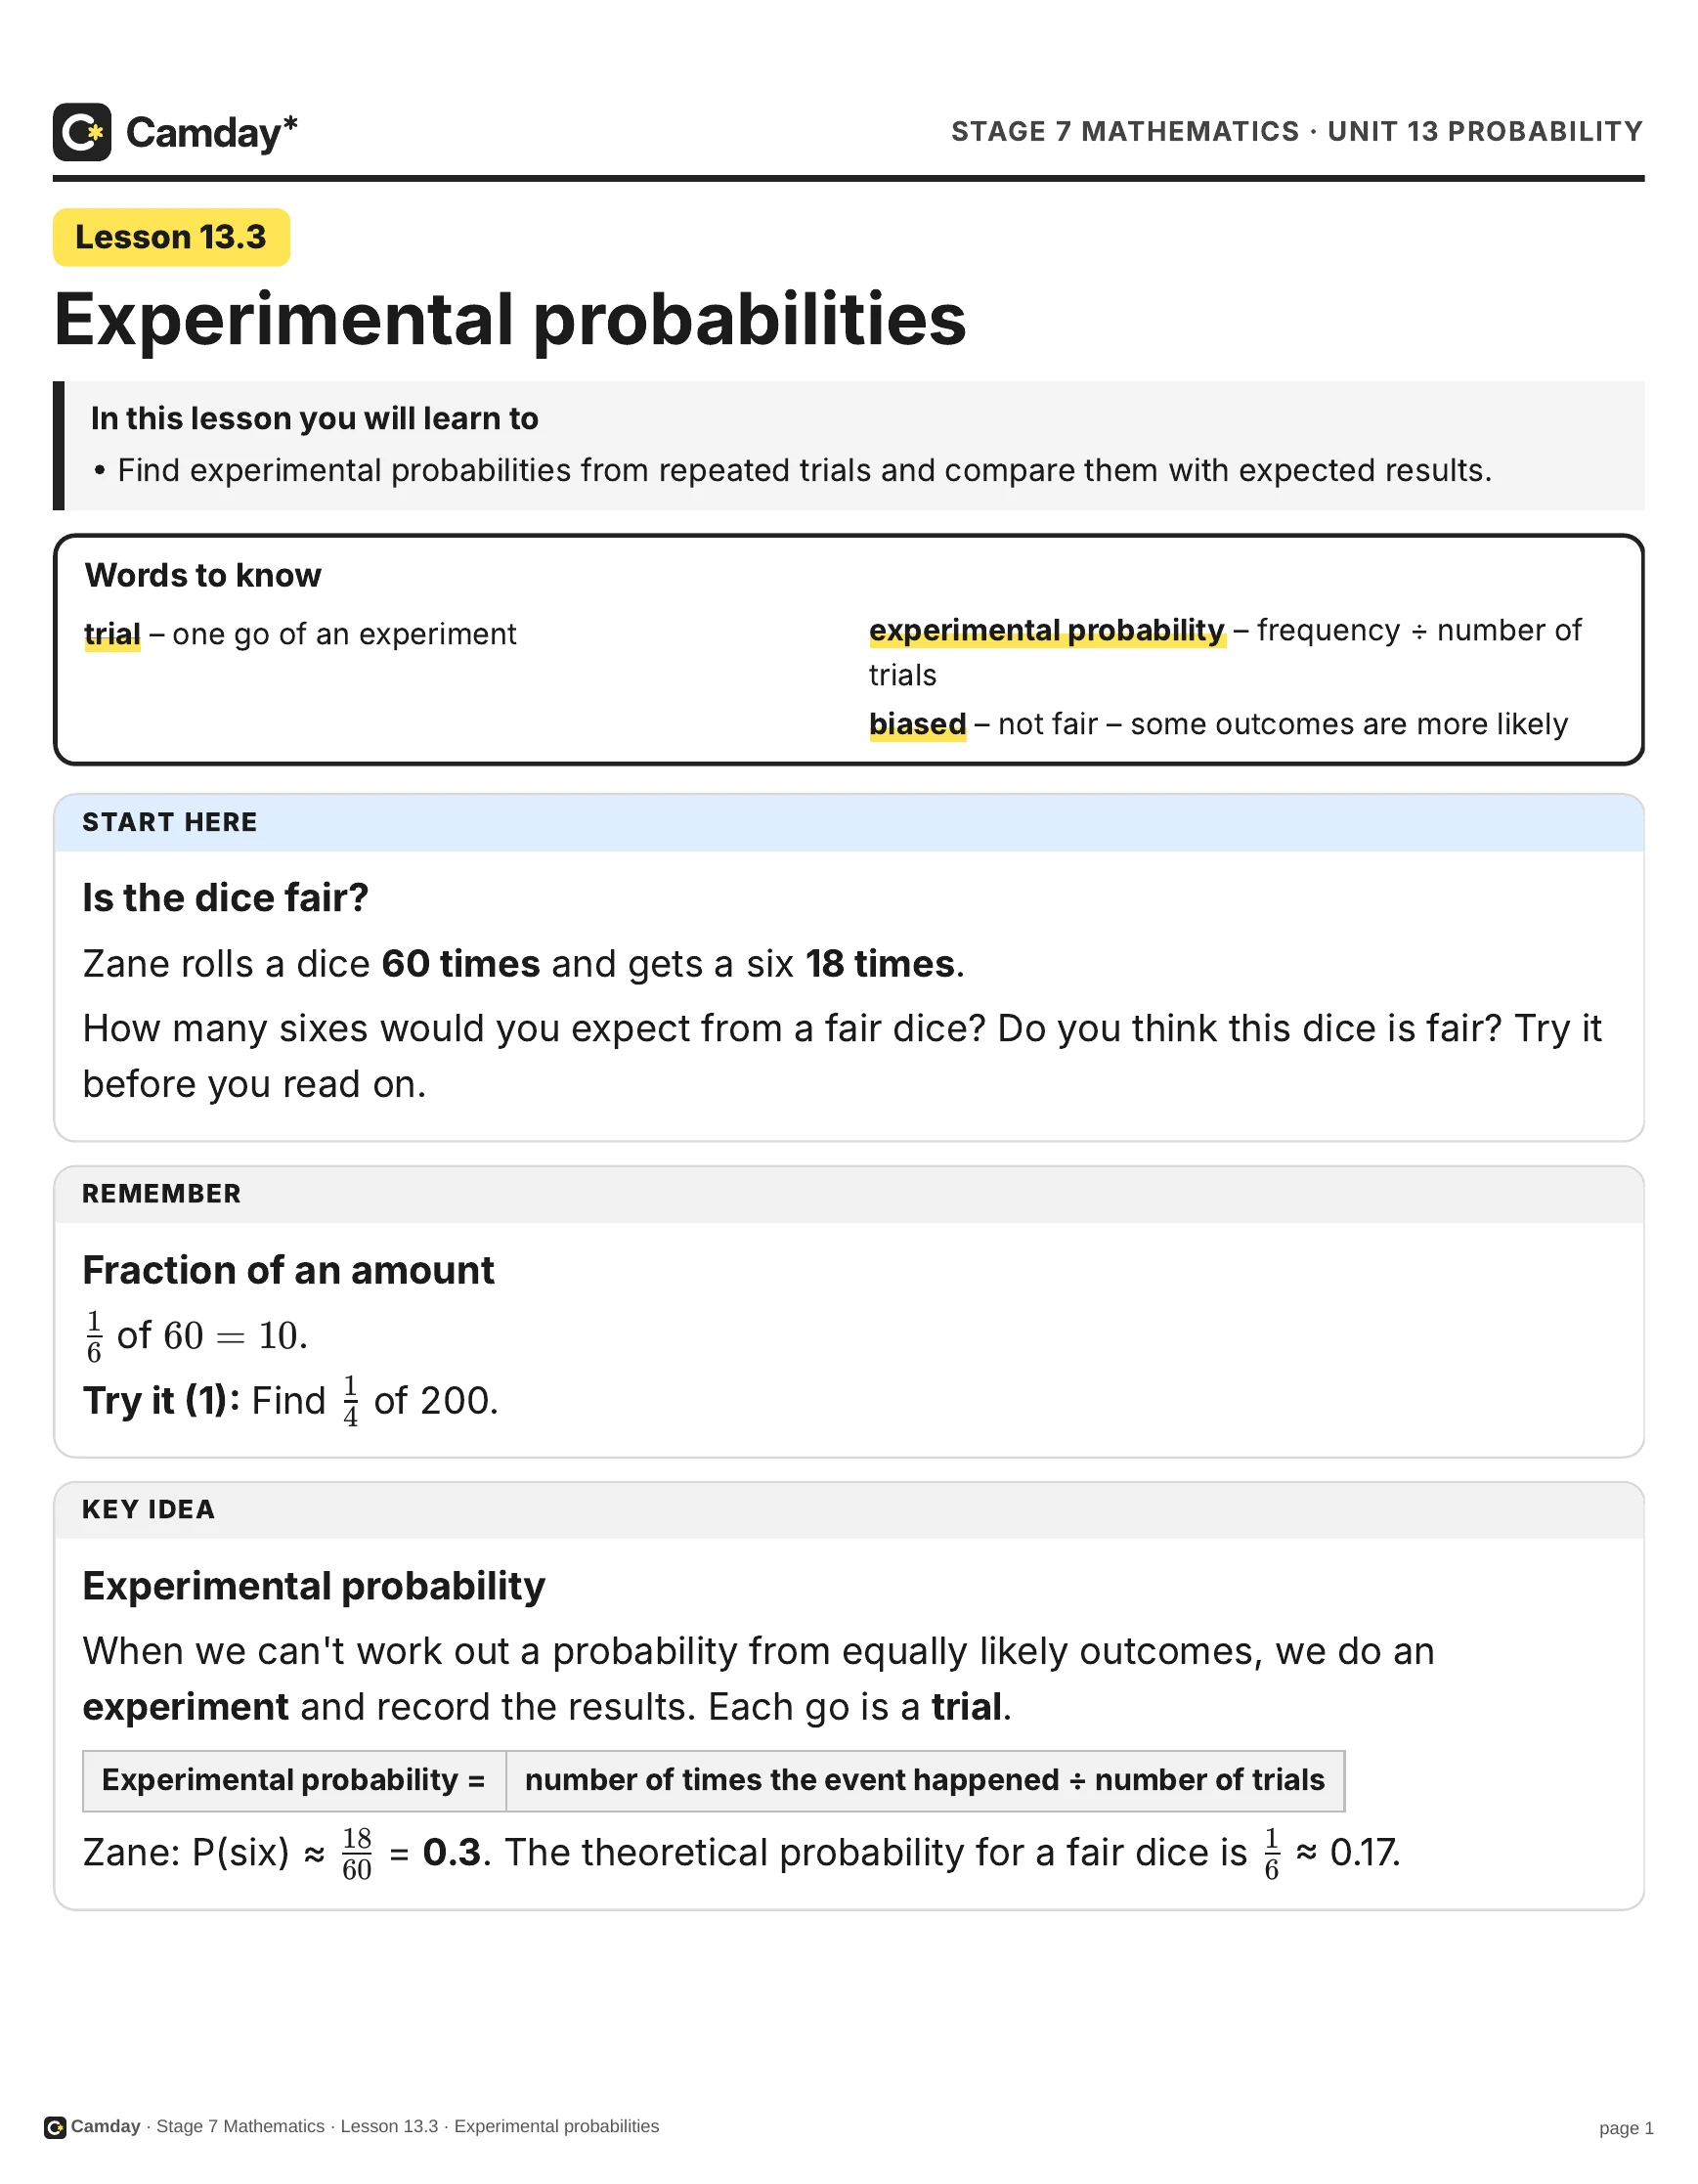 Camday*
STAGE 7 MATHEMATICS · UNIT 13 PROBABILITY
Lesson 13.3
Experimental probabilities
In this lesson you will learn to
• Find experimental probabilities from repeated trials and compare them with expected results.
Words to know
trial – one go of an experiment
experimental probability – frequency ÷ number of
trials
biased – not fair – some outcomes are more likely
START HERE
Is the dice fair?
Zane rolls a dice 60 times and gets a six 18 times.
How many sixes would you expect from a fair dice? Do you think this dice is fair? Try it
before you read on.
REMEMBER
Fraction of an amount
1/6 of 60 = 10.
Try it (1): Find 1/4 of 200.
KEY IDEA
Experimental probability
When we can't work out a probability from equally likely outcomes, we do an
experiment and record the results. Each go is a trial.
Experimental probability = number of times the event happened ÷ number of trials
Zane: P(six) ≈ 18/60 = 0.3. The theoretical probability for a fair dice is 1/6 ≈ 0.17.
Camday · Stage 7 Mathematics · Lesson 13.3 · Experimental probabilities
page 1